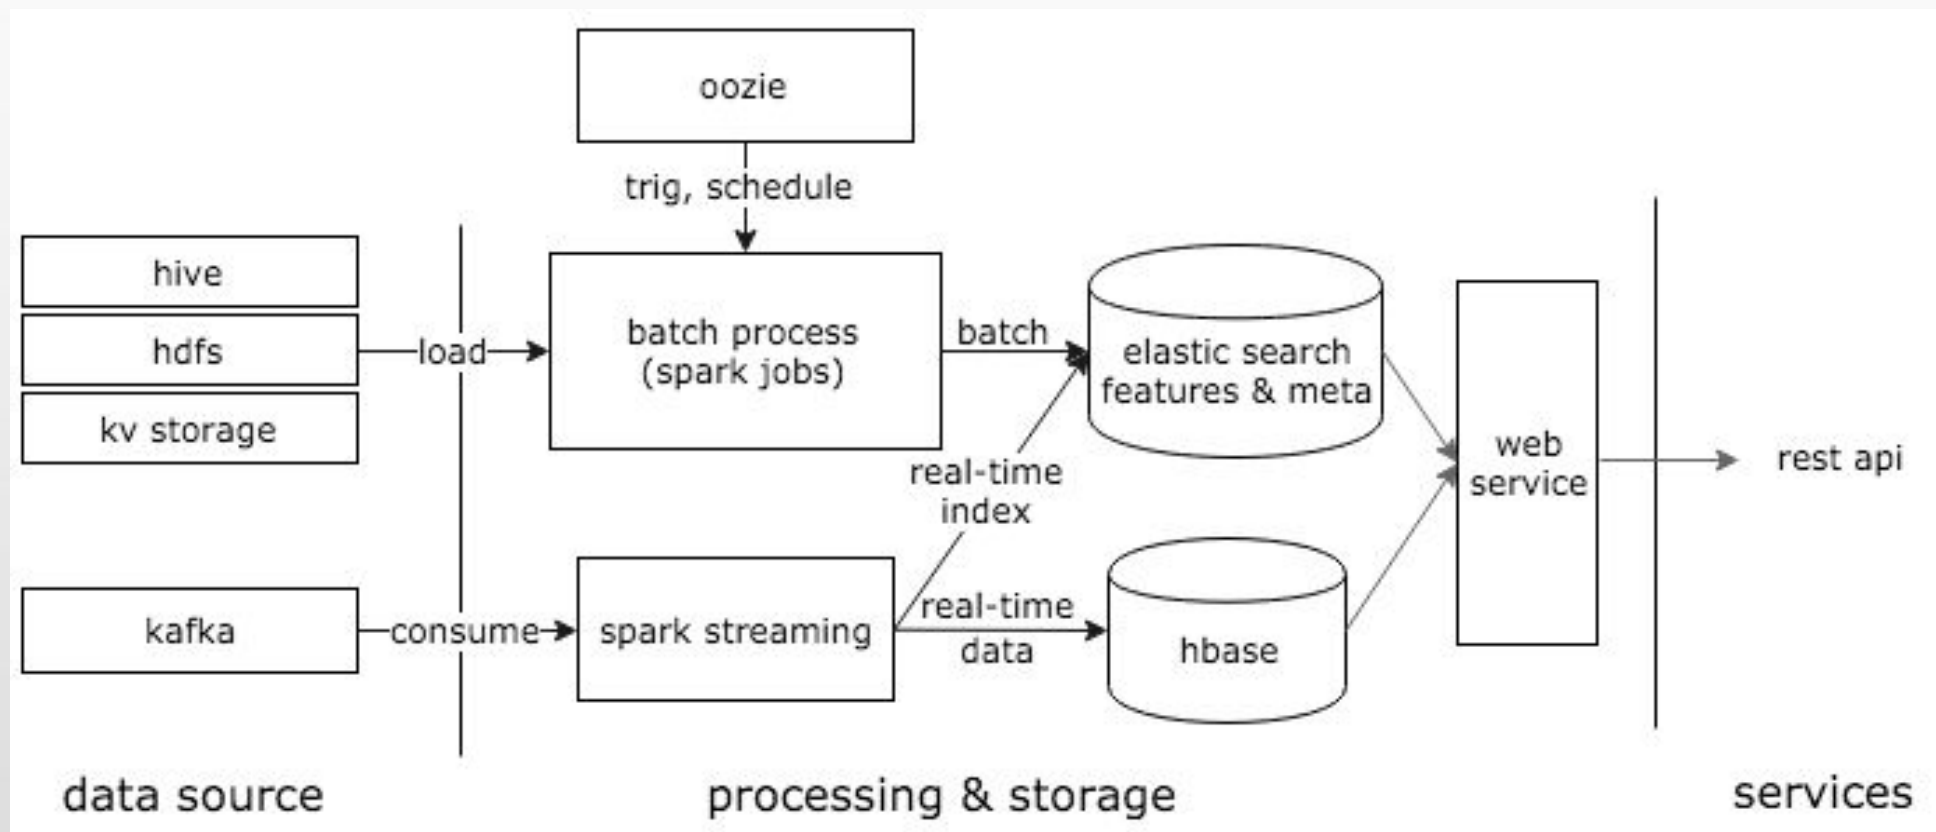 oozie
trig, schedule
hive
hdfs
kv storage
load
batch process
(spark jobs)
batch
elastic search
features & meta
real-time
index
web
service
rest api
kafka
consume
spark streaming
real-time
data
hbase
data source
processing & storage
services